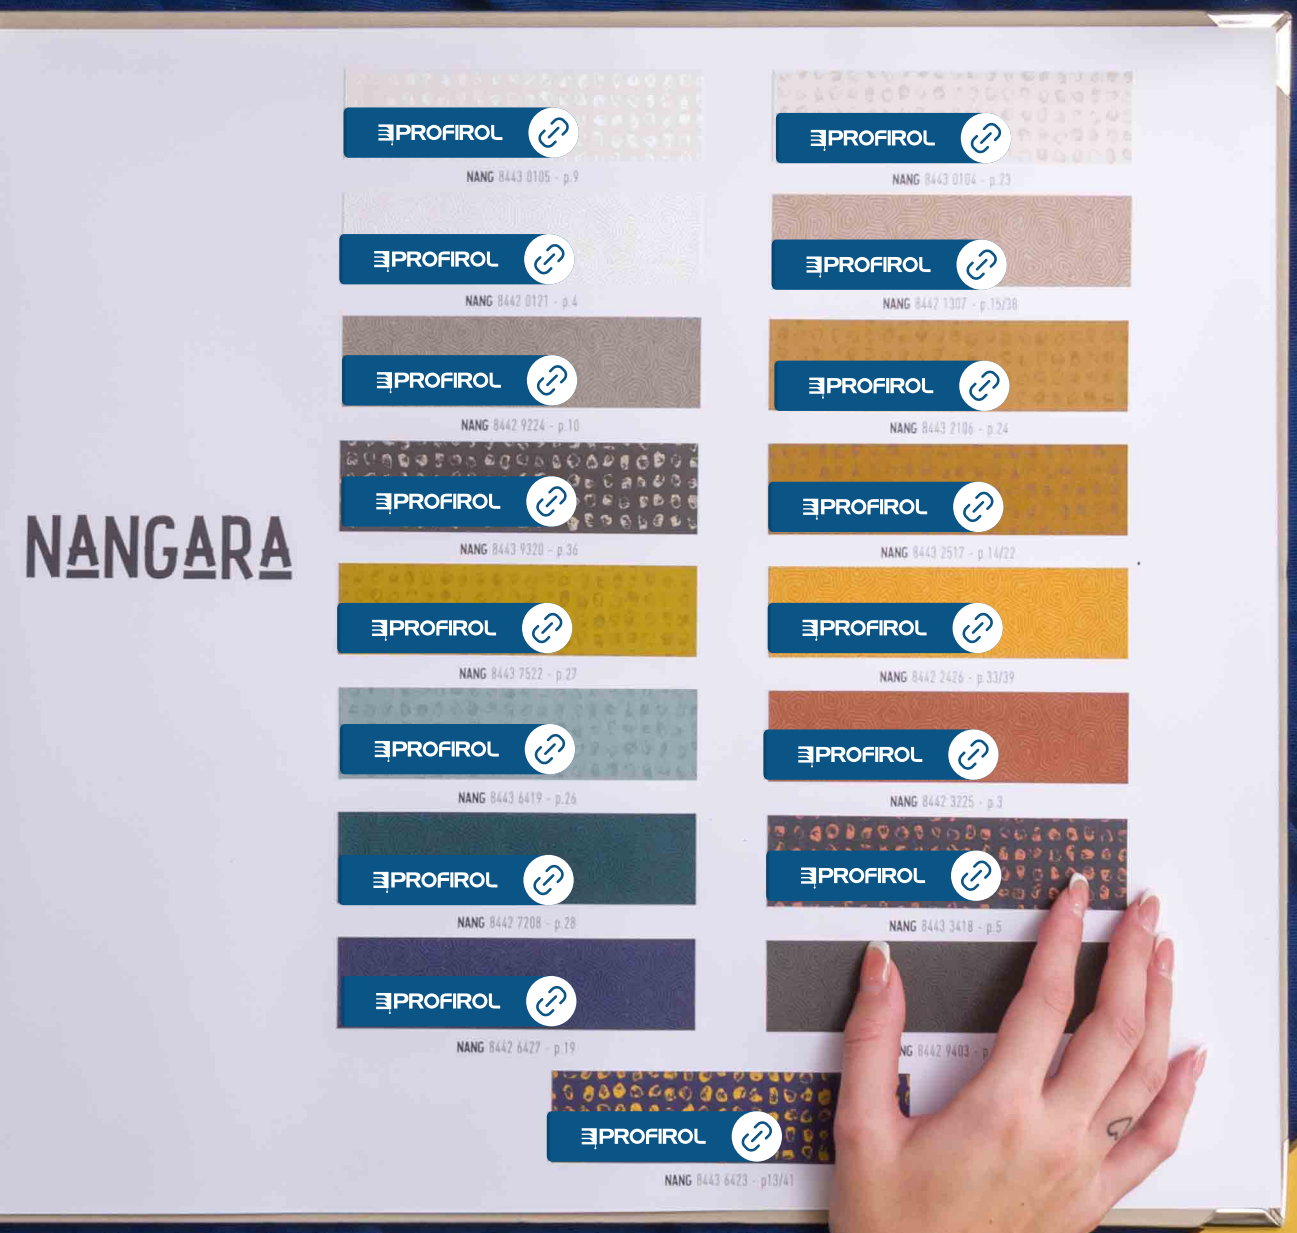 PROFIROL
PROFIROL
NANG 8443 0105 - p.9
NANG 8443 0104 - p.23
PROFIROL
PROFIROL
NANG 8442 0121 - p.4
NANG 8442 1307 - p.15/38
PROFIROL
PROFIROL
NANG 8442 9224 - p.10
NANG 8443 2106 - p.24
PROFIROL
PROFIROL
NANG 8443 9320 - p.36
NANG 8443 2517 - p.14/22
NANGARA
PROFIROL
PROFIROL
NANG 8443 7522 - p.27
NANG 8442 2426 - p.33/39
PROFIROL
PROFIROL
NANG 8443 6419 - p.26
NANG 8442 3225 - p.3
PROFIROL
PROFIROL
NANG 8442 7208 - p.28
NANG 8443 3418 - p.5
PROFIROL
NANG 8442 6427 - p.19
NG 8442 9403 - p.
PROFIROL
NANG 8443 6423 - p13/41